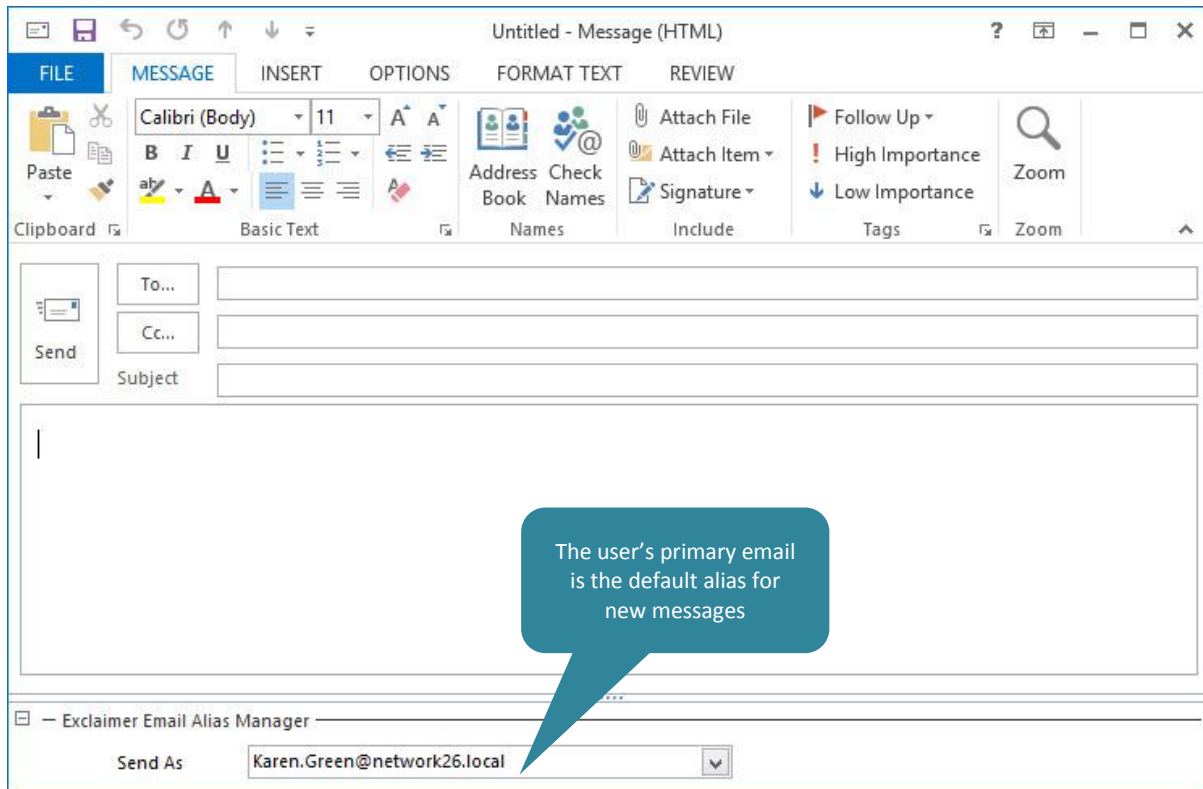 Untitled - Message (HTML)
?
FILE MESSAGE INSERT OPTIONS FORMAT TEXT REVIEW
Paste
Clipboard
Calibri (Body) 11 A A
B I U
aby A
Basic Text
Address Book
Check Names
Names
Attach File
Attach Item
Signature
Include
Follow Up
High Importance
Low Importance
Tags
Zoom
Zoom
Send
To...
Cc...
Subject
The user's primary email
is the default alias for
new messages
Exclaimer Email Alias Manager
Send As Karen.Green@network26.local